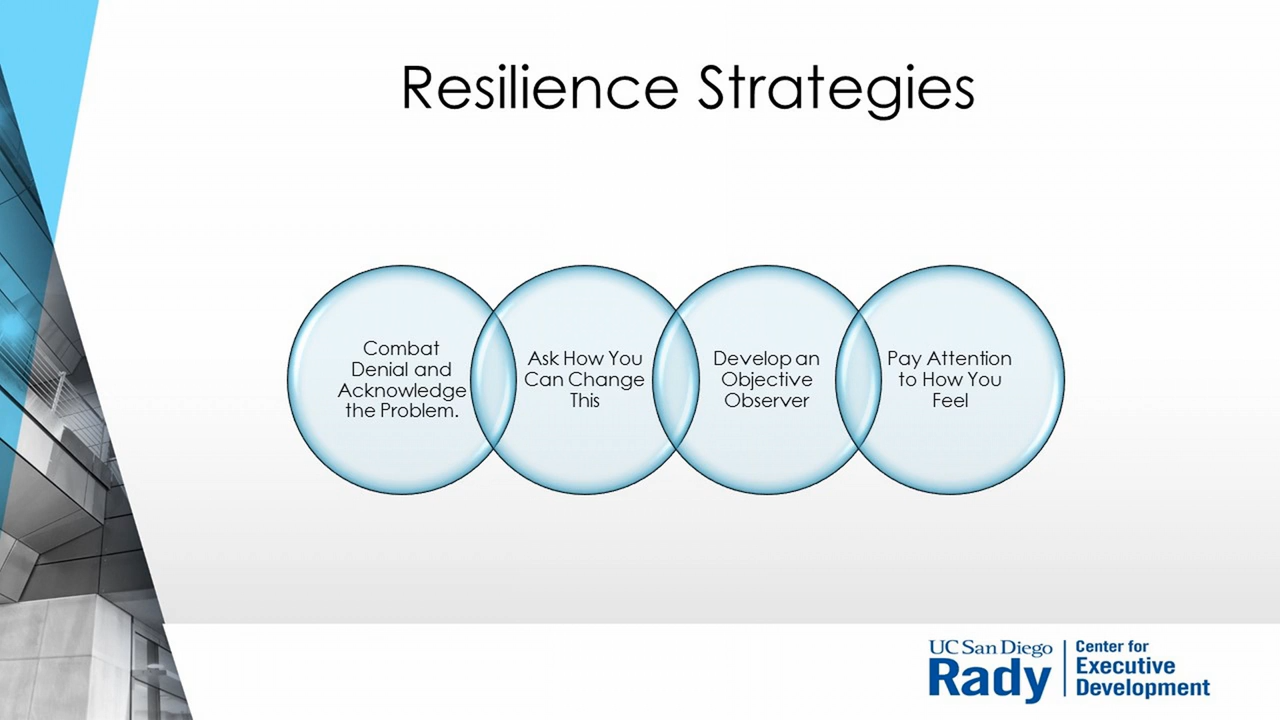 Resilience Strategies
Combat
Denial and
Acknowledge
the Problem.
Ask How You
Can Change
This
Develop an
Objective
Observer
Pay Attention
to How You
Feel
UC San Diego
Rady
Center for
Executive
Development